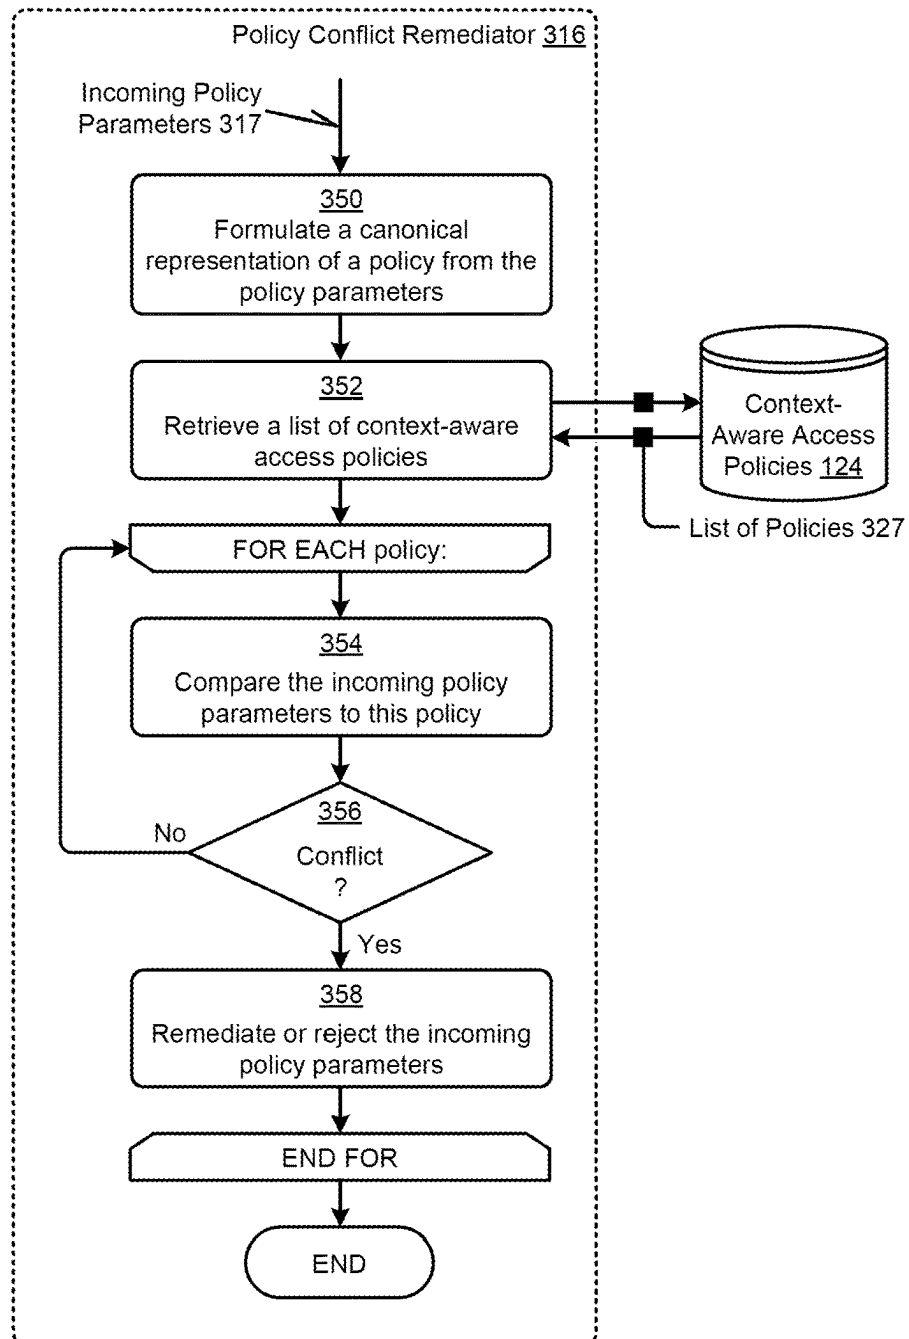 Policy Conflict Remediator 316
Incoming Policy
Parameters 317
350
Formulate a canonical
representation of a policy from the
policy parameters
352
Retrieve a list of context-aware
access policies
Context-
Aware Access
Policies 124
List of Policies 327
FOR EACH policy:
354
Compare the incoming policy
parameters to this policy
356
Conflict
?
No
Yes
358
Remediate or reject the incoming
policy parameters
END FOR
END